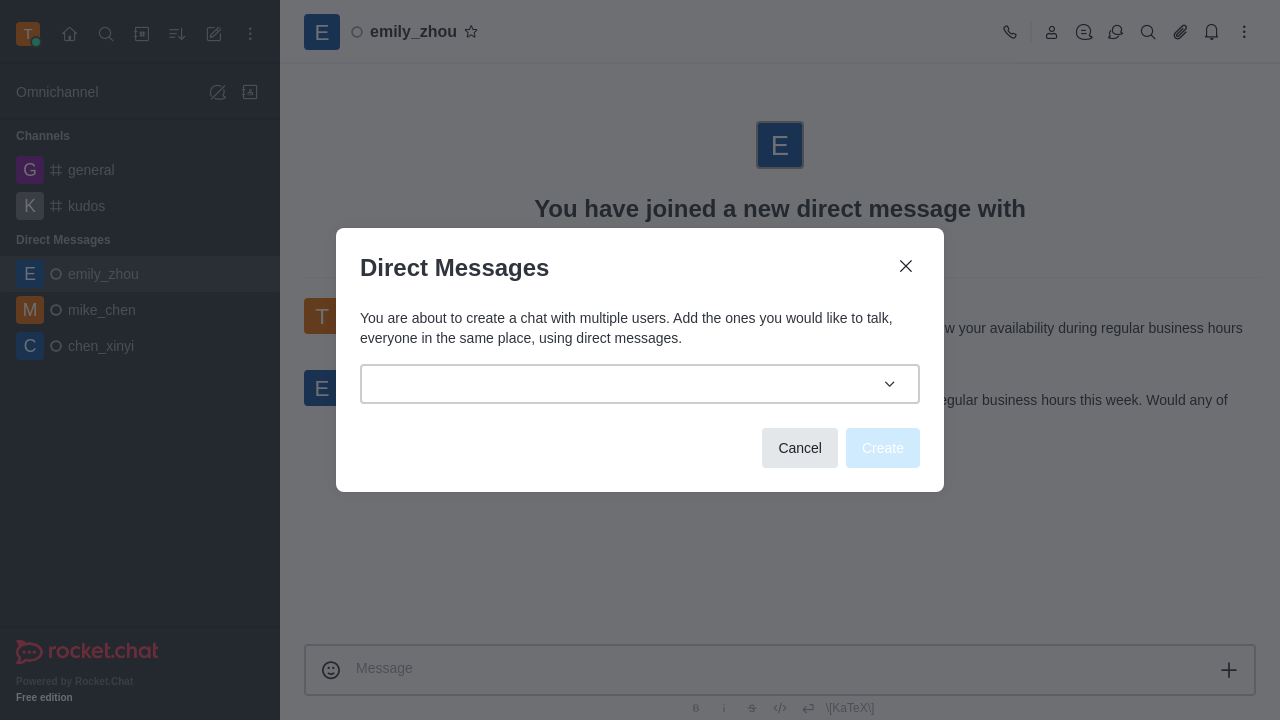 T
E
emily_zhou
Omnichannel
Channels
G
general
K
kudos
Direct Messages
E
emily_zhou
M
mike_chen
C
chen_xinyi
E
You have joined a new direct message with
T
w your availability during regular business hours
E
egular business hours this week. Would any of
Direct Messages
You are about to create a chat with multiple users. Add the ones you would like to talk,
everyone in the same place, using direct messages.
Cancel
Create
Message
B i S </> \[KaTeX\]
rocket.chat
Powered by Rocket.Chat
Free edition